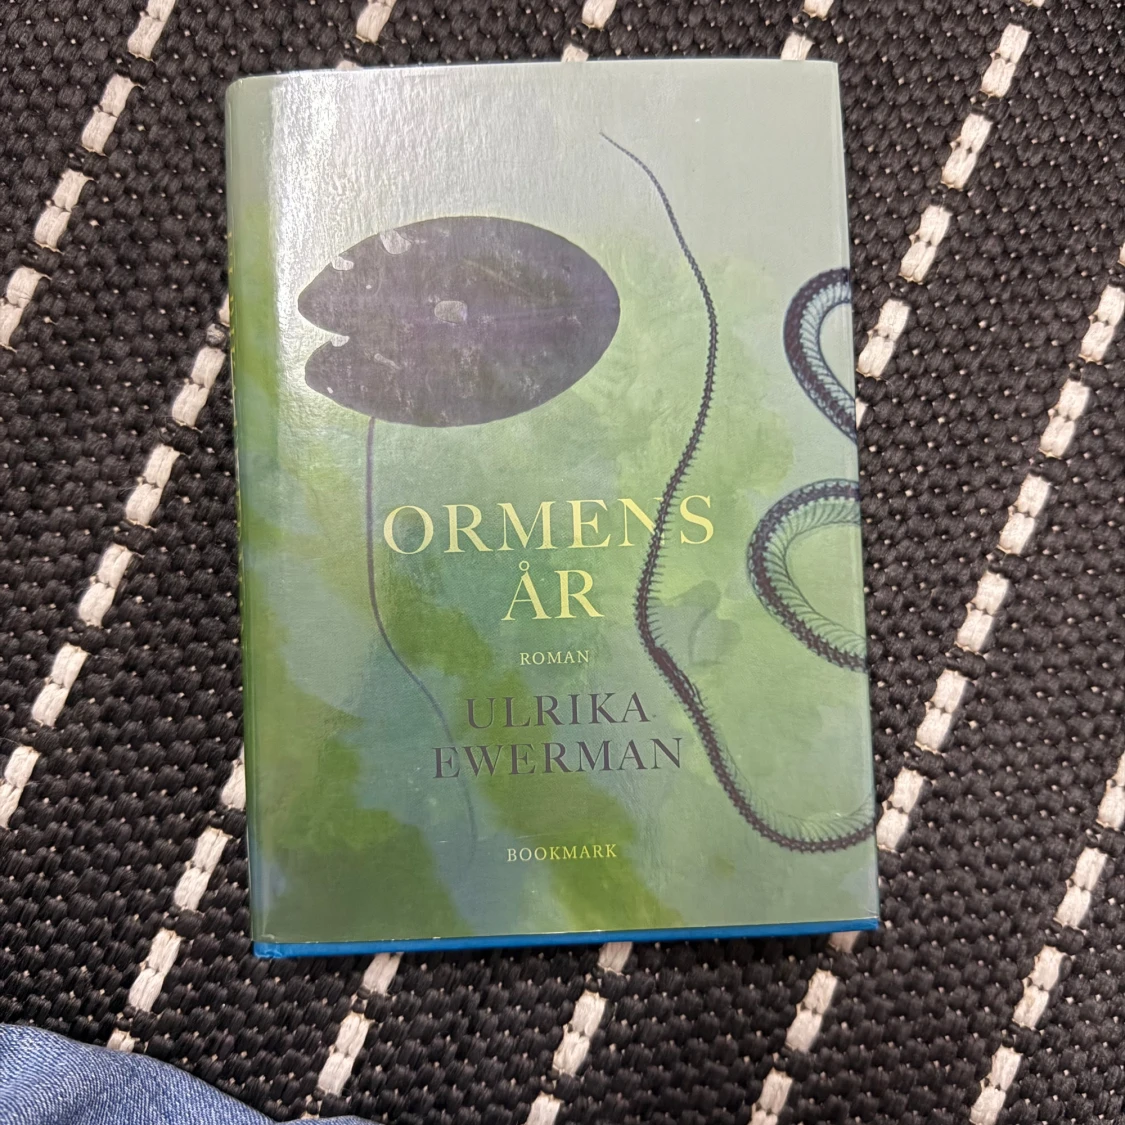 ORMENS
ÅR
ROMAN
ULRIKA
EWERMAN
BOOKMARK